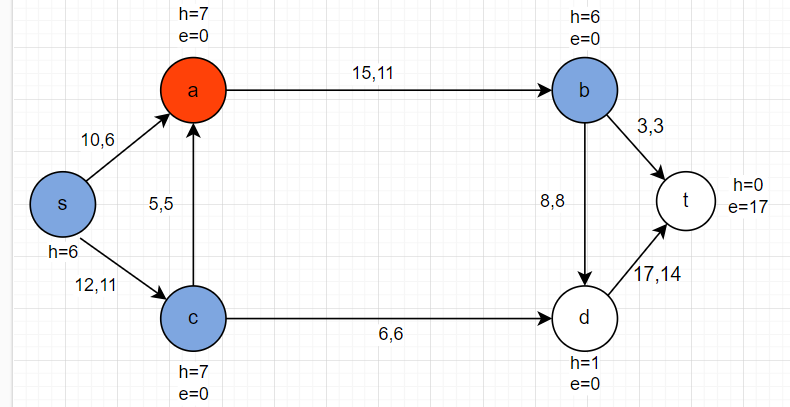 h=7
e=0
h=6
e=0
a
15,11
b
10,6
3,3
s
5,5
8,8
t
h=0
e=17
h=6
12,11
17,14
c
6,6
d
h=7
e=0
h=1
e=0